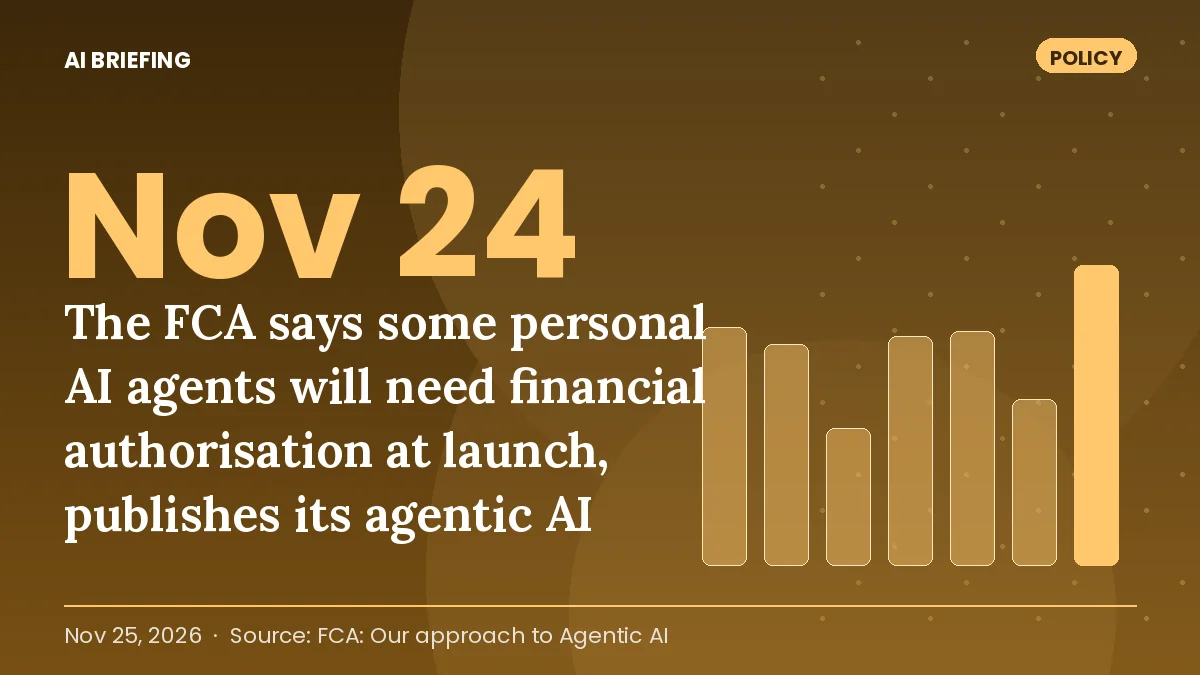 AI BRIEFING
POLICY
Nov 24
The FCA says some personal
AI agents will need financial
authorisation at launch,
publishes its agentic AI
Nov 25, 2026 · Source: FCA: Our approach to Agentic AI